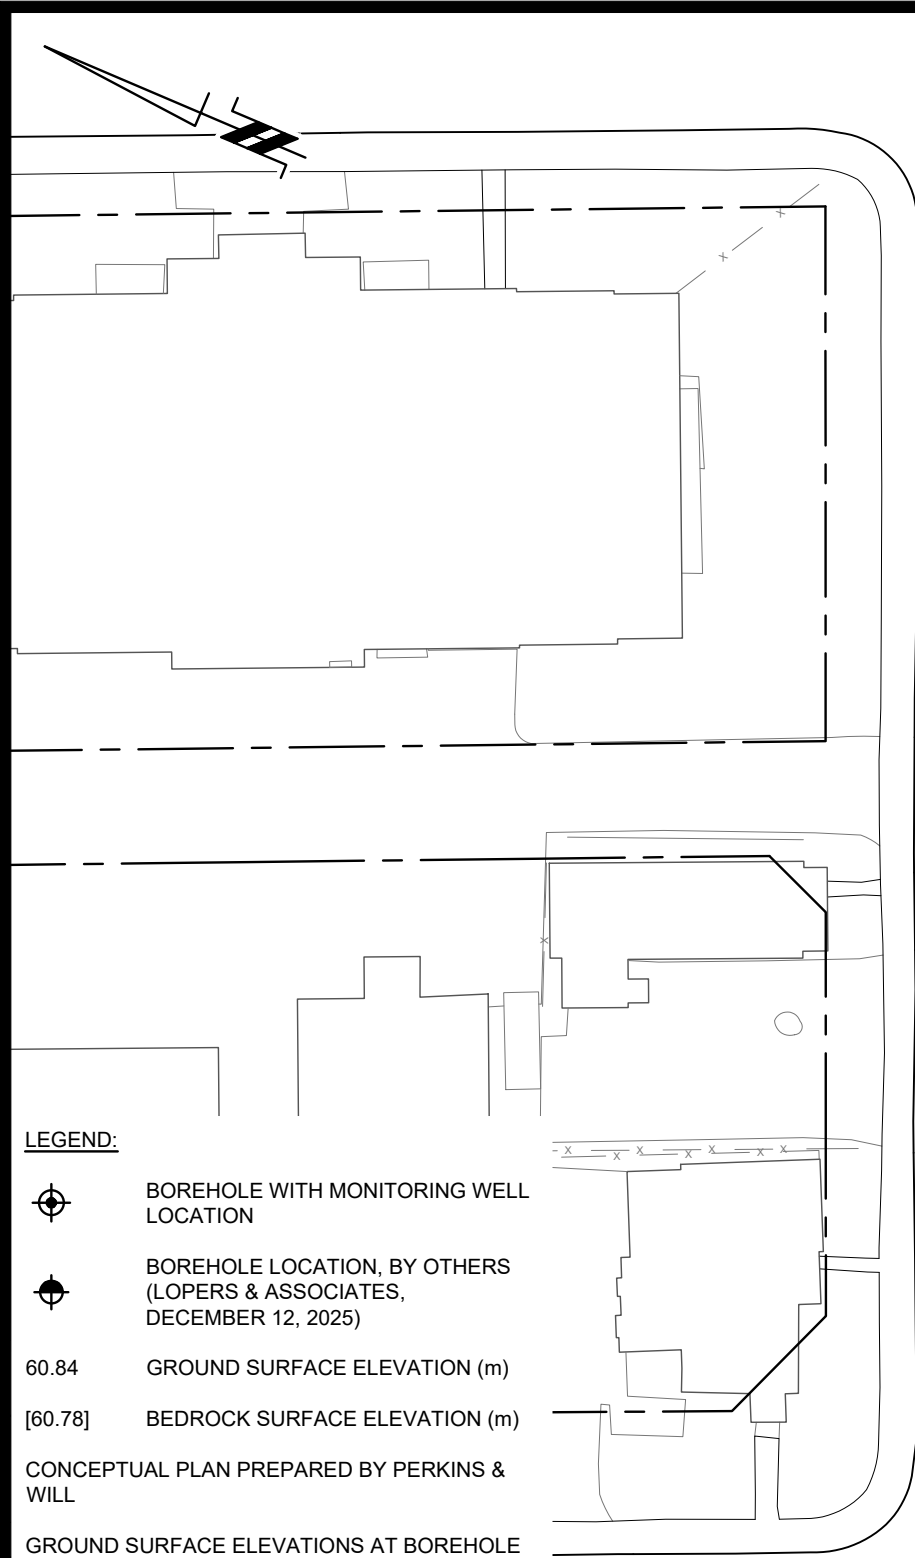 LEGEND:
BOREHOLE WITH MONITORING WELL
LOCATION
BOREHOLE LOCATION, BY OTHERS
(LOPERS & ASSOCIATES,
DECEMBER 12, 2025)
60.84 GROUND SURFACE ELEVATION (m)
[60.78] BEDROCK SURFACE ELEVATION (m)
CONCEPTUAL PLAN PREPARED BY PERKINS &
WILL
GROUND SURFACE ELEVATIONS AT BOREHOLE